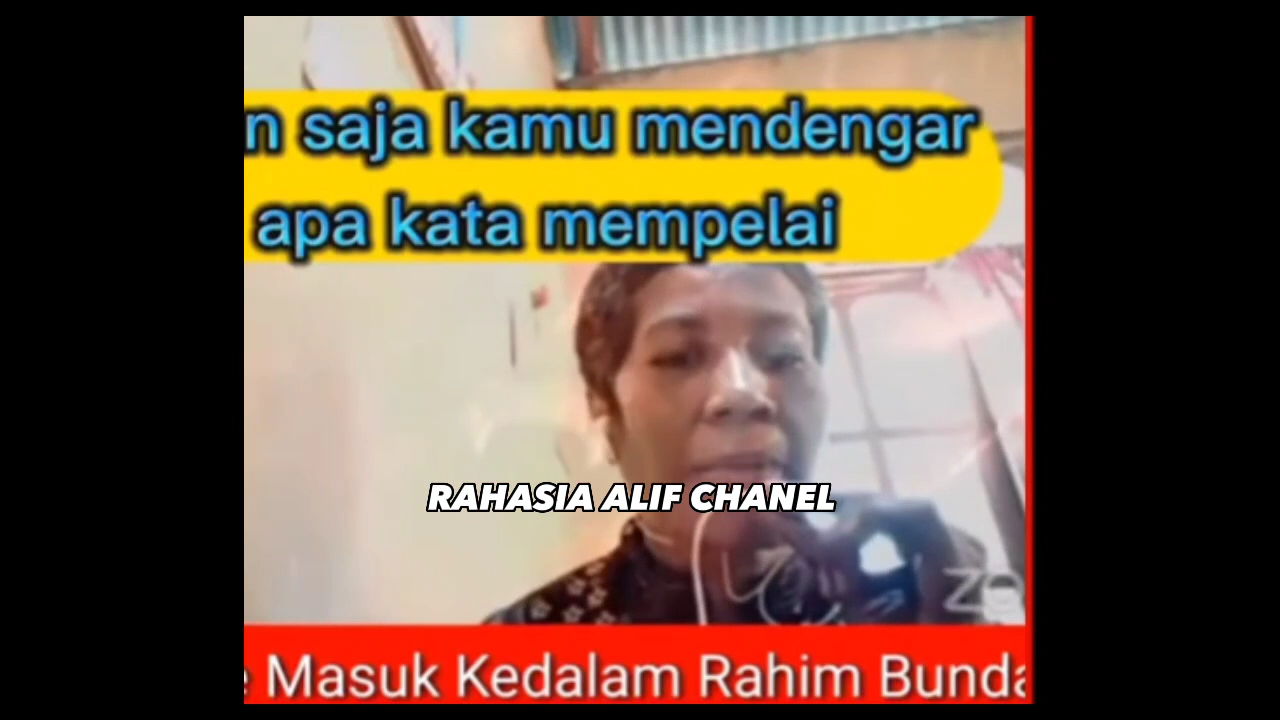 n saja kamu mendengar
apa kata mempelai
RAHASIA ALIF CHANEL
e Masuk Kedalam Rahim Bunda